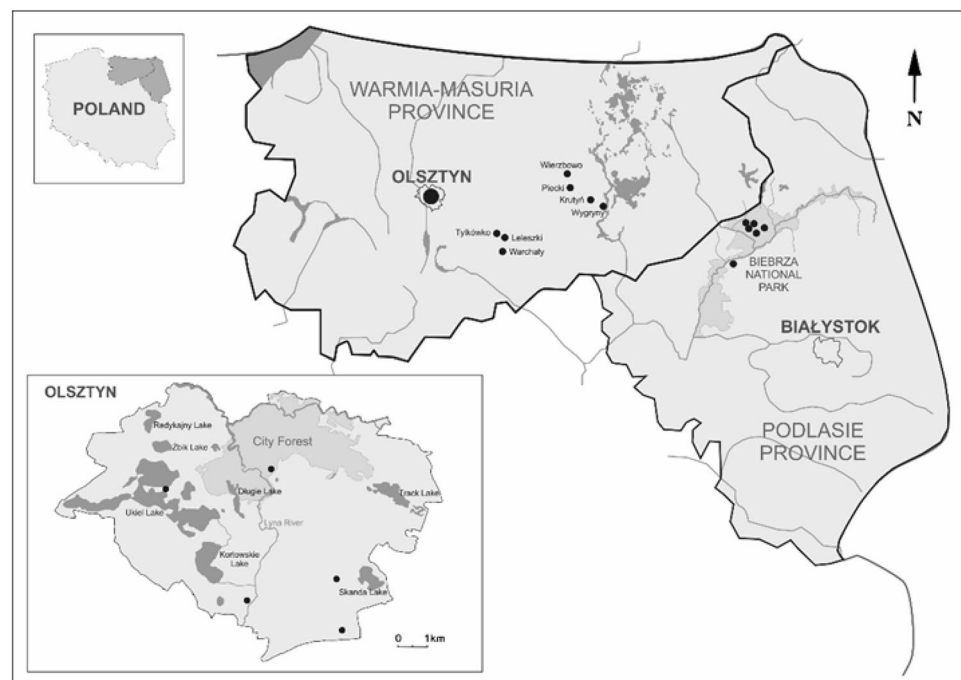 POLAND
WARMIA-MASURIA
PROVINCE
N
OLSZTYN
Wierzbowo
Piecki
Krutyń
Wygryny
Tylkówko
Leleszki
Warchały
BIEBRZA
NATIONAL
PARK
BIAŁYSTOK
PODLASIE
PROVINCE
OLSZTYN
Redykajny Lake
Żbik Lake
City Forest
Długie Lake
Track Lake
Ukiel Lake
Łyna River
Kortowskie
Lake
Skanda Lake
0 1km